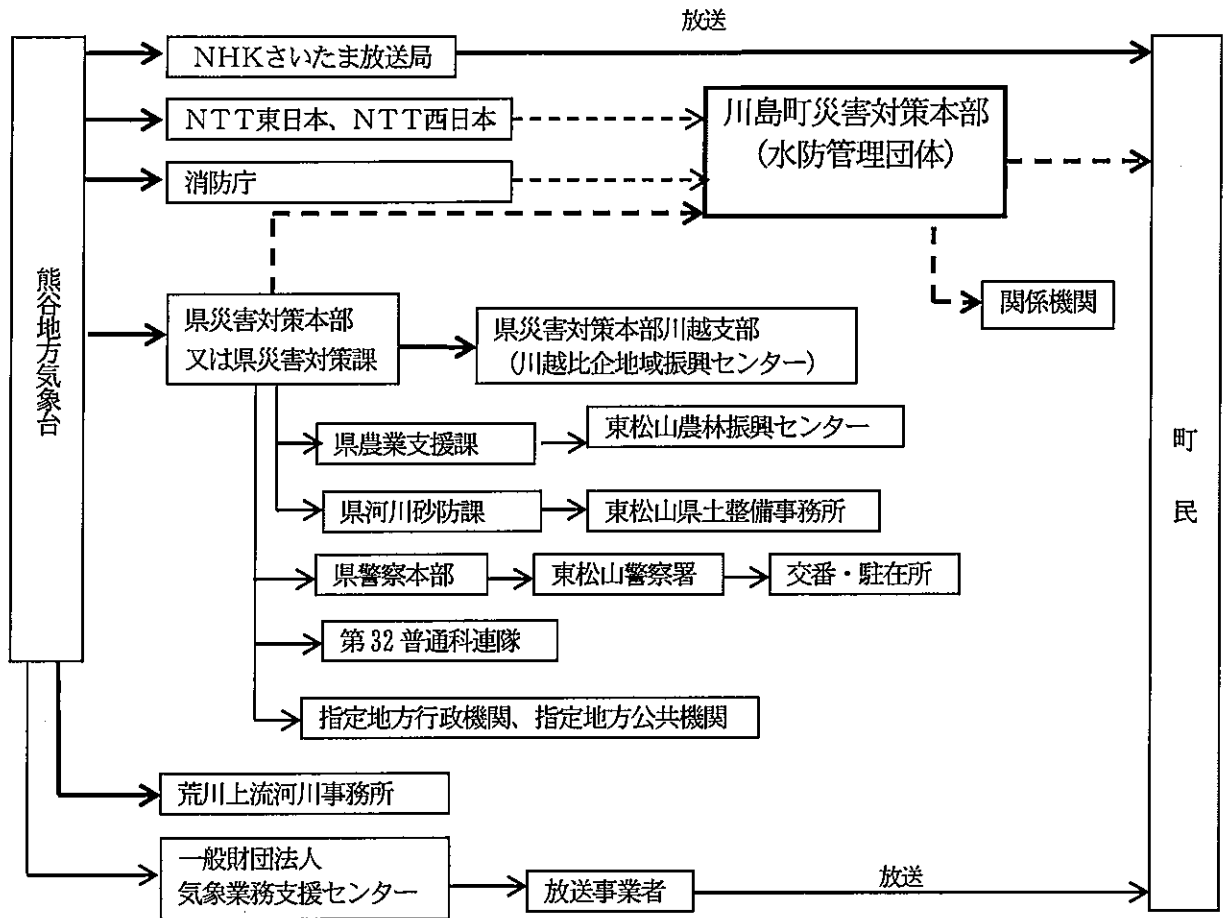 放送
NHKさいたま放送局
NTT東日本、NTT西日本
消防庁
川島町災害対策本部
(水防管理団体)
熊谷地方気象台
県災害対策本部
又は県災害対策課
県災害対策本部川越支部
(川越比企地域振興センター)
関係機関
町民
県農業支援課
東松山農林振興センター
県河川砂防課
東松山県土整備事務所
県警察本部
東松山警察署
交番・駐在所
第32普通科連隊
指定地方行政機関、指定地方公共機関
荒川上流河川事務所
一般財団法人
気象業務支援センター
放送事業者
放送